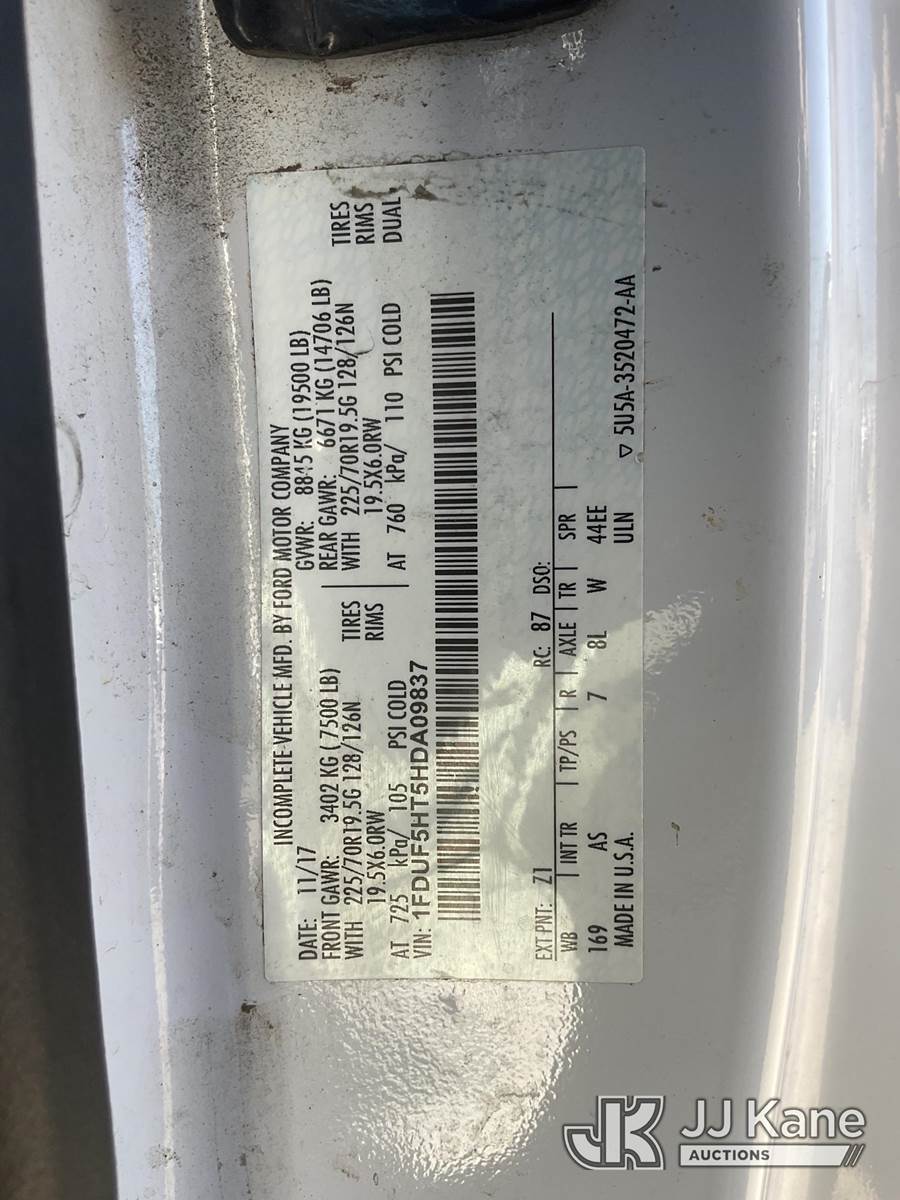 INCOMPLETE-VEHICLE MFD. BY FORD MOTOR COMPANY
DATE: 11/17 GVWR: 8845 KG (19500 LB)
FRONT GAWR: 3402 KG (7500 LB) REAR GAWR: 6671 KG (14706 LB)
WITH 225/70R19.5G 128/126N TIRES WITH 225/70R19.5G 128/126N TIRES
19.5X6.0RW RIMS 19.5X6.0RW RIMS
AT 725 kPa/ 105 PSI COLD AT 760 kPa/ 110 PSI COLD DUAL
VIN: 1FDUF5HT5HDA09837
EXT PNT: Z1 RC: 87 DSO:
WB INT TR TP/PS R AXLE TR SPR
169 AS 7 8L W 44EE
MADE IN U.S.A. ULN ▽ 5U5A-3520472-AA
JK JJ Kane
AUCTIONS